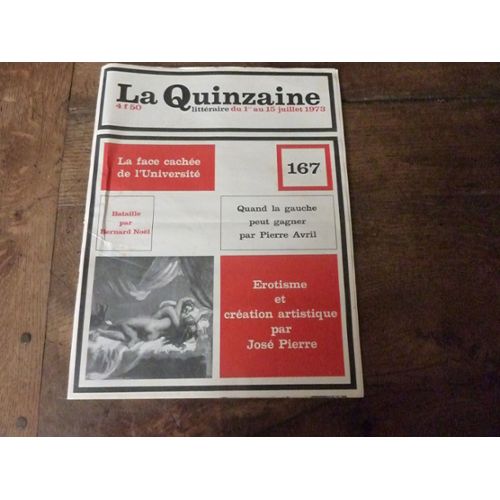 La Quinzaine
4 f 50 littéraire du 1er au 15 juillet 1973
La face cachée
de l'Université
167
Bataille
par
Bernard Noël
Quand la gauche
peut gagner
par Pierre Avril
Erotisme
et
création artistique
par
José Pierre